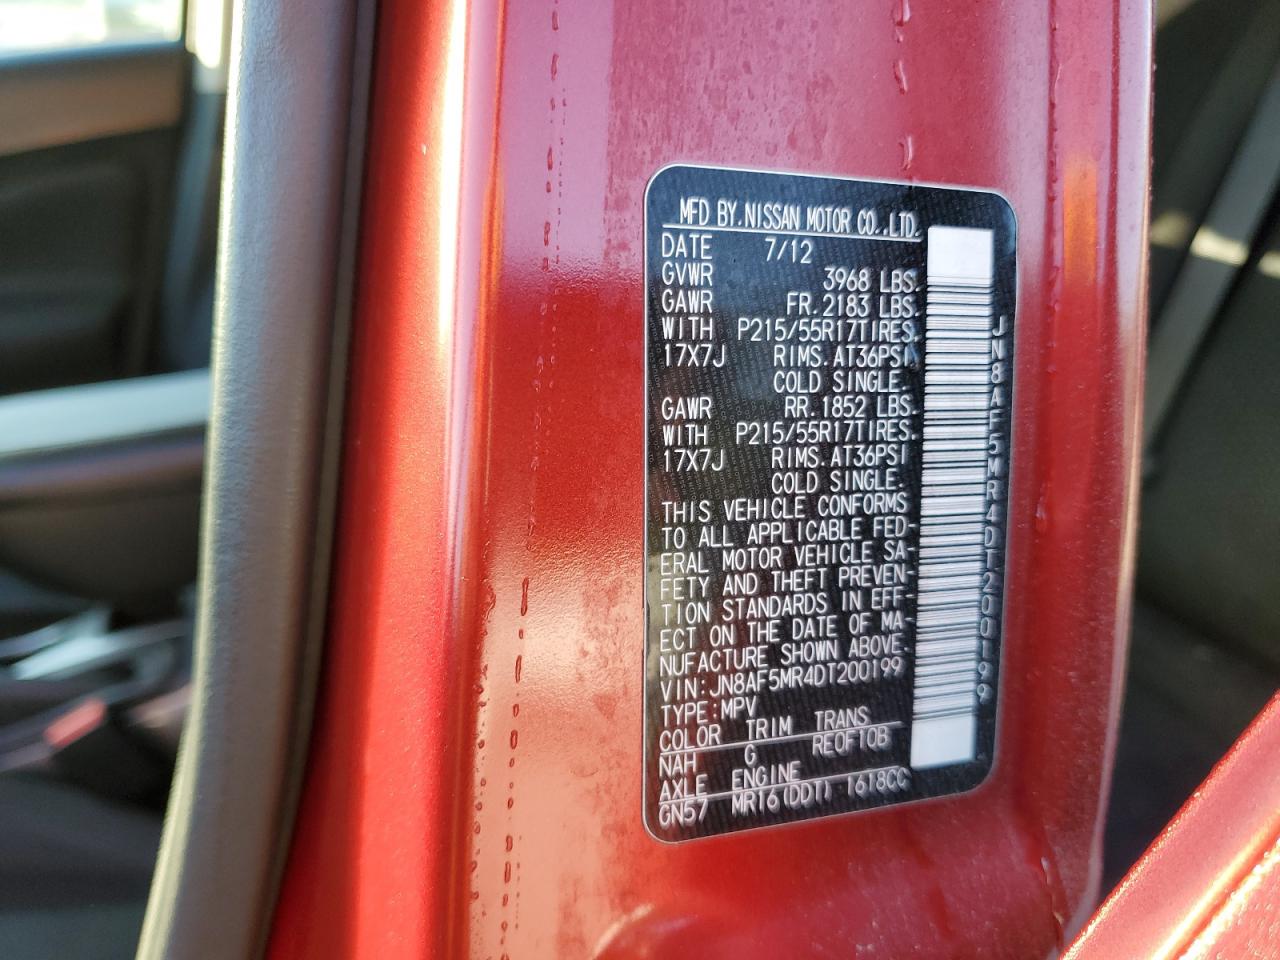 MFD BY.NISSAN MOTOR CO.,LTD.
DATE 7/12
GVWR 3968 LBS.
GAWR FR.2183 LBS.
WITH P215/55R17TIRES.
17X7J RIMS.AT36PSI
COLD SINGLE.
GAWR RR.1852 LBS.
WITH P215/55R17TIRES.
17X7J RIMS.AT36PSI
COLD SINGLE.
THIS VEHICLE CONFORMS
TO ALL APPLICABLE FED-
ERAL MOTOR VEHICLE SA-
FETY AND THEFT PREVEN-
TION STANDARDS IN EFF-
ECT ON THE DATE OF MA-
NUFACTURE SHOWN ABOVE.
VIN:JN8AF5MR4DT200199
TYPE:MPV
COLOR TRIM TRANS
NAH G RE0F10B
AXLE ENGINE
GN57 MR16(DDT) 1618CC
JN8AF5MR4DT200199